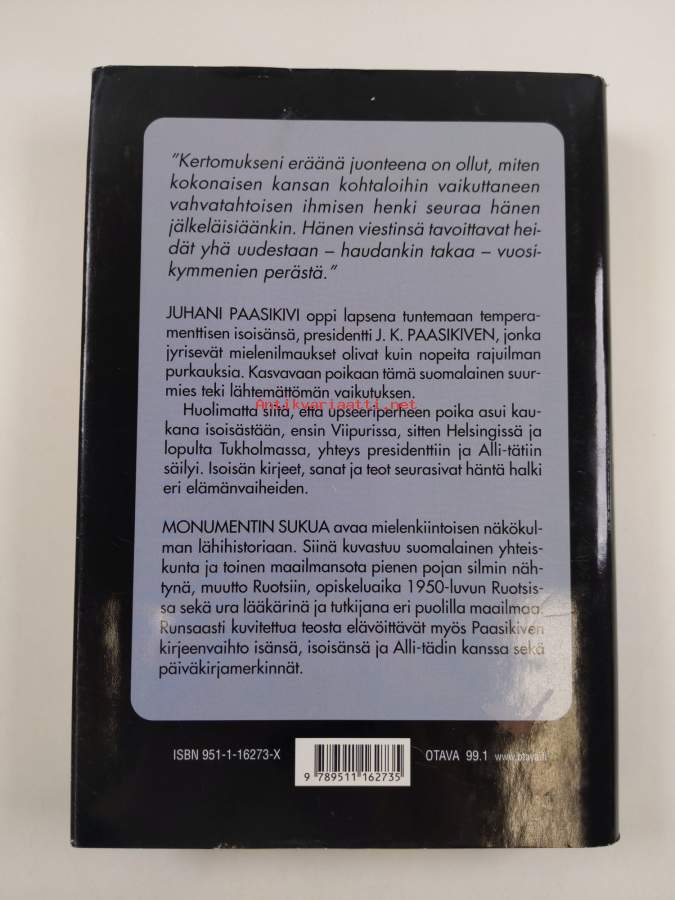 ”Kertomukseni eräänä juonteena on ollut, miten
kokonaisen kansan kohtaloihin vaikuttaneen
vahvatahtoisen ihmisen henki seuraa hänen
jälkeläisiäänkin. Hänen viestinsä tavoittavat hei-
dät yhä uudestaan – haudankin takaa – vuosi-
kymmenien perästä.”
JUHANI PAASIKIVI oppi lapsena tuntemaan tempera-
menttisen isoisänsä, presidentti J. K. PAASIKIVEN, jonka
jyrisevät mielenilmaukset olivat kuin nopeita rajuilman
purkauksia. Kasvavaan poikaan tämä suomalainen suur-
mies teki lähtemättömän vaikutuksen.
Antikvariaatti.net
Huolimatta siitä, että upseeriperheen poika asui kau-
kana isoisästään, ensin Viipurissa, sitten Helsingissä ja
lopulta Tukholmassa, yhteys presidenttiin ja Alli-tätiin
säilyi. Isoisän kirjeet, sanat ja teot seurasivat häntä halki
eri elämänvaiheiden.
MONUMENTIN SUKUA avaa mielenkiintoisen näkökul-
man lähihistoriaan. Siinä kuvastuu suomalainen yhteis-
kunta ja toinen maailmansota pienen pojan silmin näh-
tynä, muutto Ruotsiin, opiskeluaika 1950-luvun Ruotsis-
sa sekä ura lääkärinä ja tutkijana eri puolilla maailmaa.
Runsaasti kuvitettua teosta elävöittävät myös Paasikiven
kirjeenvaihto isänsä, isoisänsä ja Alli-tädin kanssa sekä
päiväkirjamerkinnät.
ISBN 951-1-16273-X
OTAVA 99.1 www.otava.fi
9 789511 162735